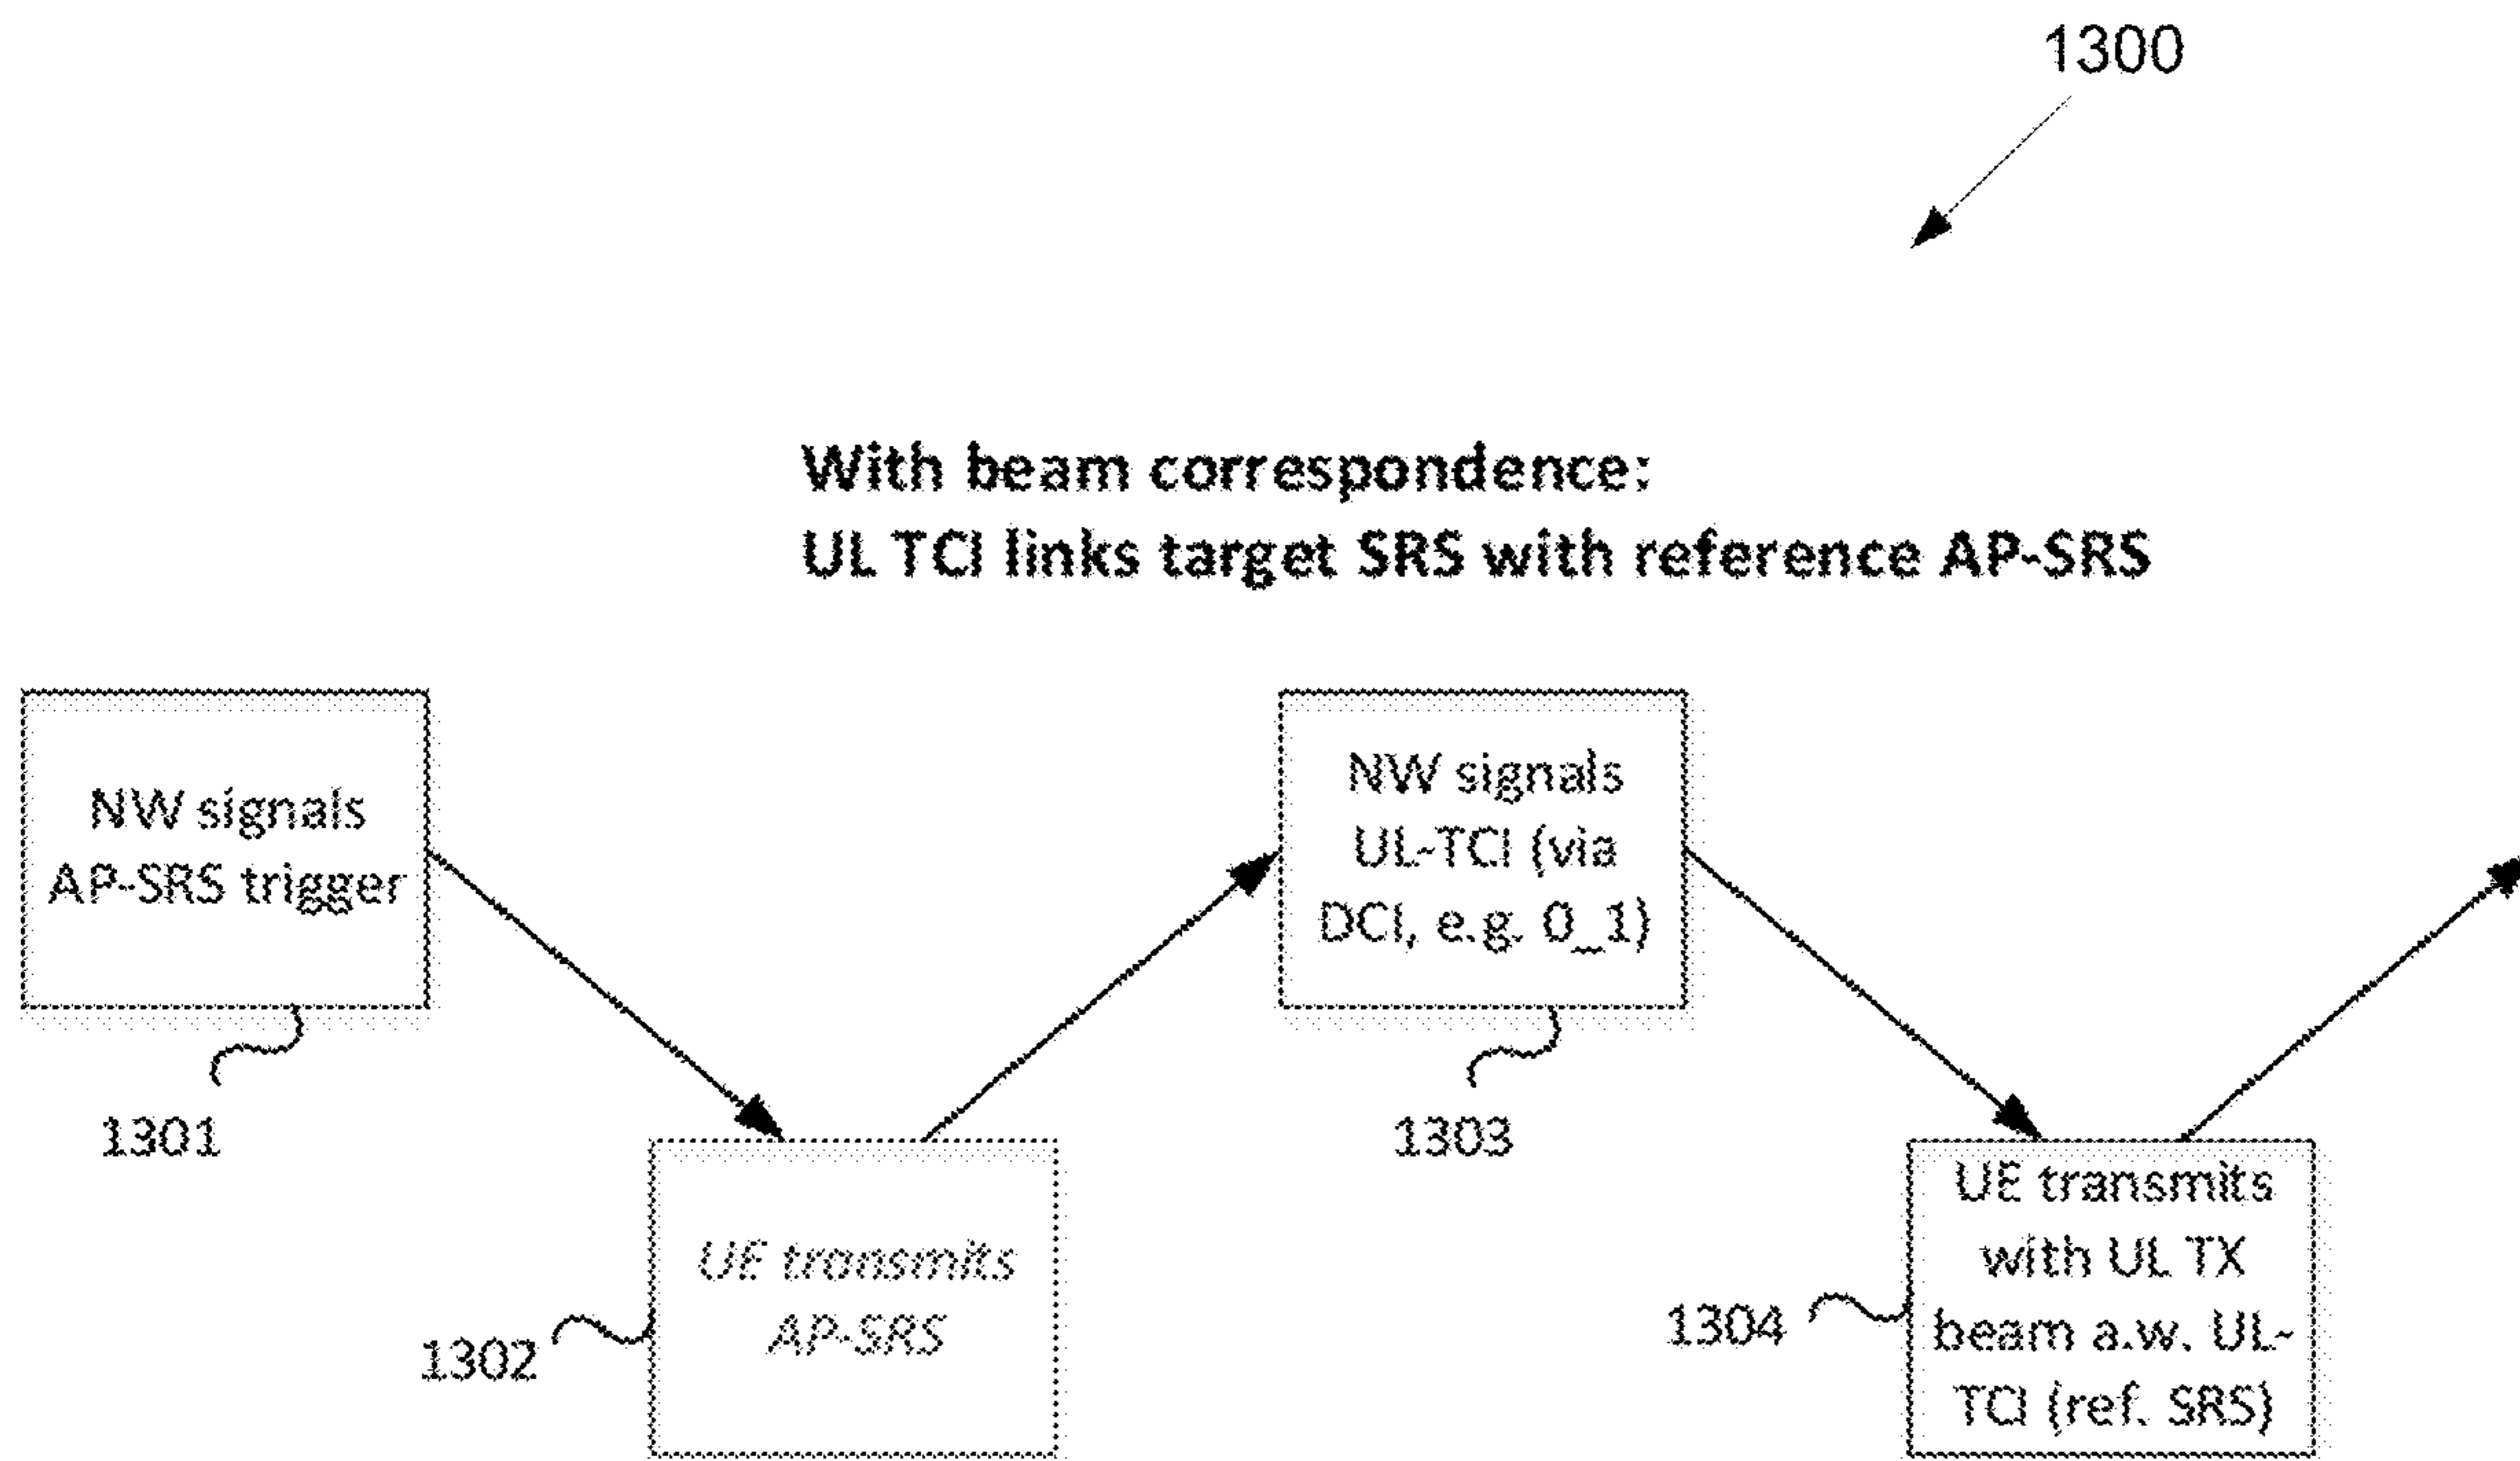 1300
With beam correspondence:
UL TCI links target SRS with reference AP-SRS
NW signals
AP-SRS trigger
1301
UE transmits
AP-SRS
1302
NW signals
UL-TCI (via
DCI, e.g. 0_1)
1303
UE transmits
with UL TX
beam a.w. UL-
TCI (ref. SRS)
1304